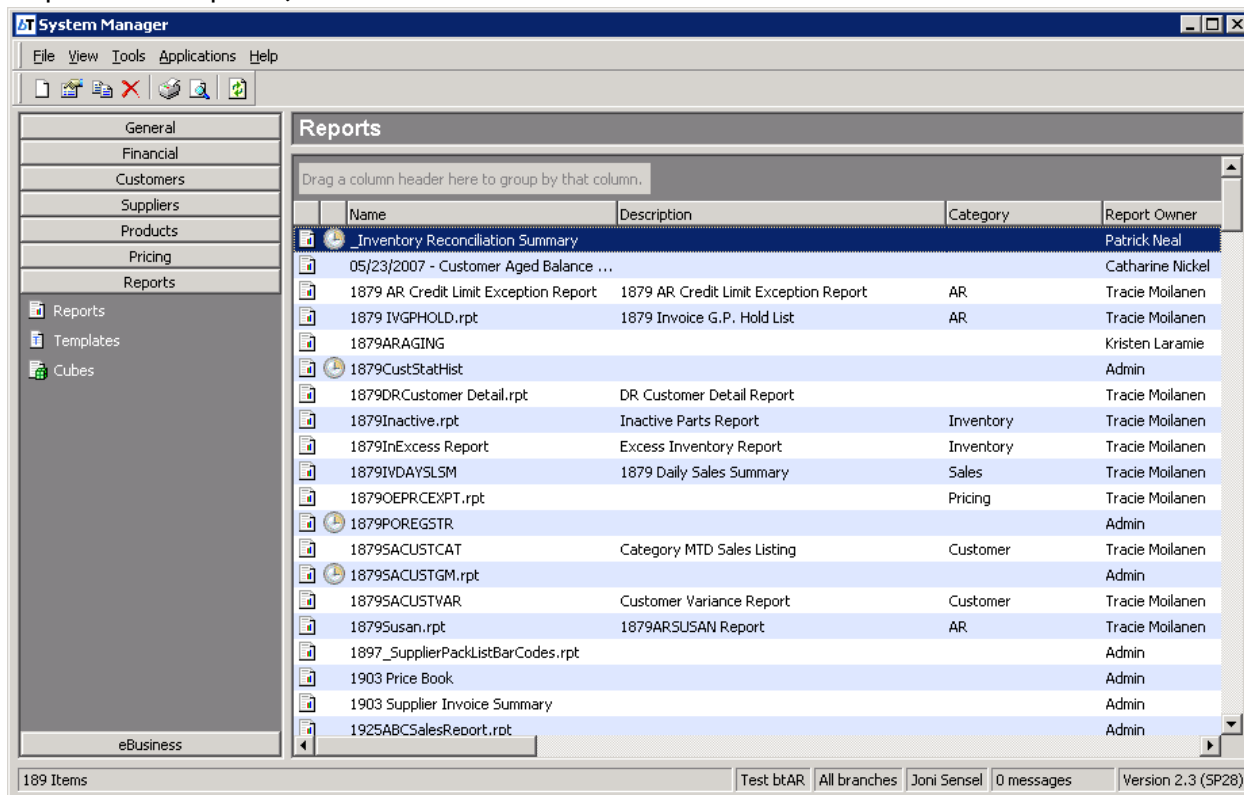 System Manager
File View Tools Applications Help
General
Financial
Customers
Suppliers
Products
Pricing
Reports
Reports
Templates
Cubes
eBusiness
Reports
Drag a column header here to group by that column.
Name Description Category Report Owner
_Inventory Reconciliation Summary Patrick Neal
05/23/2007 - Customer Aged Balance ... Catharine Nickel
1879 AR Credit Limit Exception Report 1879 AR Credit Limit Exception Report AR Tracie Moilanen
1879 IVGPHOLD.rpt 1879 Invoice G.P. Hold List AR Tracie Moilanen
1879ARAGING Kristen Laramie
1879CustStatHist Admin
1879DRCustomer Detail.rpt DR Customer Detail Report Tracie Moilanen
1879Inactive.rpt Inactive Parts Report Inventory Tracie Moilanen
1879InExcess Report Excess Inventory Report Inventory Tracie Moilanen
1879IVDAYSLSM 1879 Daily Sales Summary Sales Tracie Moilanen
1879OEPRCEXPT.rpt Pricing Tracie Moilanen
1879POREGSTR Admin
1879SACUSTCAT Category MTD Sales Listing Customer Tracie Moilanen
1879SACUSTGM.rpt Admin
1879SACUSTVAR Customer Variance Report Customer Tracie Moilanen
1879Susan.rpt 1879ARSUSAN Report AR Tracie Moilanen
1897_SupplierPackListBarCodes.rpt Admin
1903 Price Book Admin
1903 Supplier Invoice Summary Admin
1925ABCSalesReport.rpt Admin
189 Items Test btAR All branches Joni Sensel 0 messages Version 2.3 (SP28)